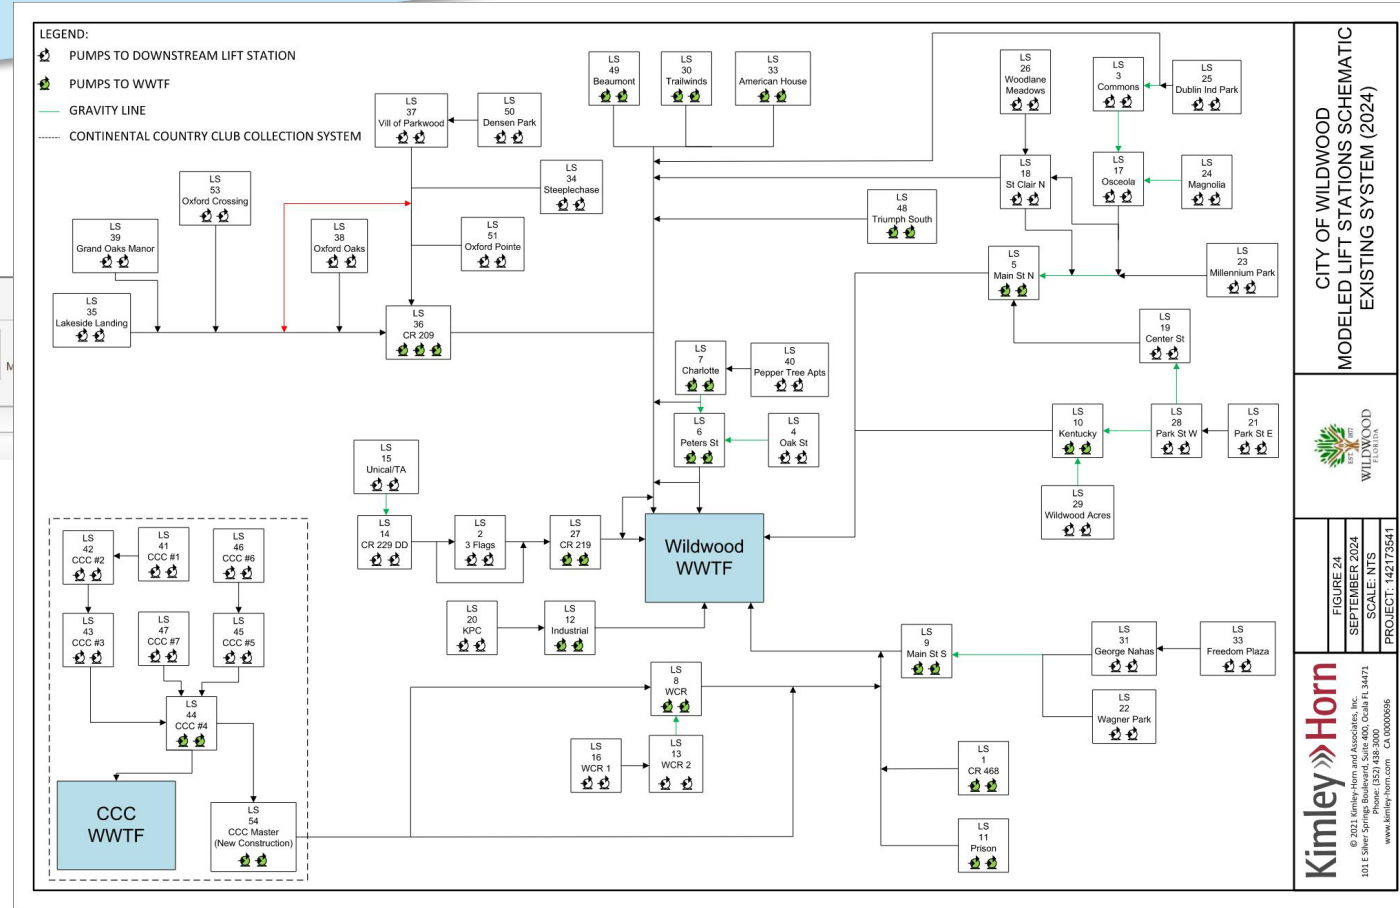 LEGEND:
PUMPS TO DOWNSTREAM LIFT STATION
PUMPS TO WWTF
GRAVITY LINE
CONTINENTAL COUNTRY CLUB COLLECTION SYSTEM
LS
49
Beaumont
LS
30
Trailwinds
LS
33
American House
LS
26
Woodlane
Meadows
LS
3
Commons
LS
25
Dublin Ind Park
LS
37
Vill of Parkwood
LS
50
Densen Park
LS
53
Oxford Crossing
LS
34
Steeplechase
LS
18
St Clair N
LS
17
Osceola
LS
24
Magnolia
LS
39
Grand Oaks Manor
LS
38
Oxford Oaks
LS
51
Oxford Pointe
LS
48
Triumph South
LS
5
Main St N
LS
23
Millennium Park
LS
35
Lakeside Landing
LS
36
CR 209
LS
19
Center St
LS
7
Charlotte
LS
40
Pepper Tree Apts
LS
6
Peters St
LS
4
Oak St
LS
10
Kentucky
LS
28
Park St W
LS
21
Park St E
LS
15
Unical/TA
LS
29
Wildwood Acres
LS
14
CR 229 DD
LS
2
3 Flags
LS
27
CR 219
Wildwood
WWTF
LS
42
CCC #2
LS
41
CCC #1
LS
46
CCC #6
LS
43
CCC #3
LS
47
CCC #7
LS
45
CCC #5
LS
20
KPC
LS
12
Industrial
LS
9
Main St S
LS
31
George Nahas
LS
33
Freedom Plaza
LS
8
WCR
LS
22
Wagner Park
LS
44
CCC #4
LS
16
WCR 1
LS
13
WCR 2
LS
1
CR 468
CCC
WWTF
LS
54
CCC Master
(New Construction)
LS
11
Prison
CITY OF WILDWOOD
MODELED LIFT STATIONS SCHEMATIC
EXISTING SYSTEM (2024)
EST. 1877
WILDWOOD
FLORIDA
FIGURE 24
SEPTEMBER 2024
SCALE: NTS
PROJECT: 142173541
Kimley»Horn
© 2021 Kimley-Horn and Associates, Inc.
101 E Silver Springs Boulevard, Suite 400, Ocala FL 34471
Phone: (352) 438-3000
www.kimley-horn.com CA 00000696
M